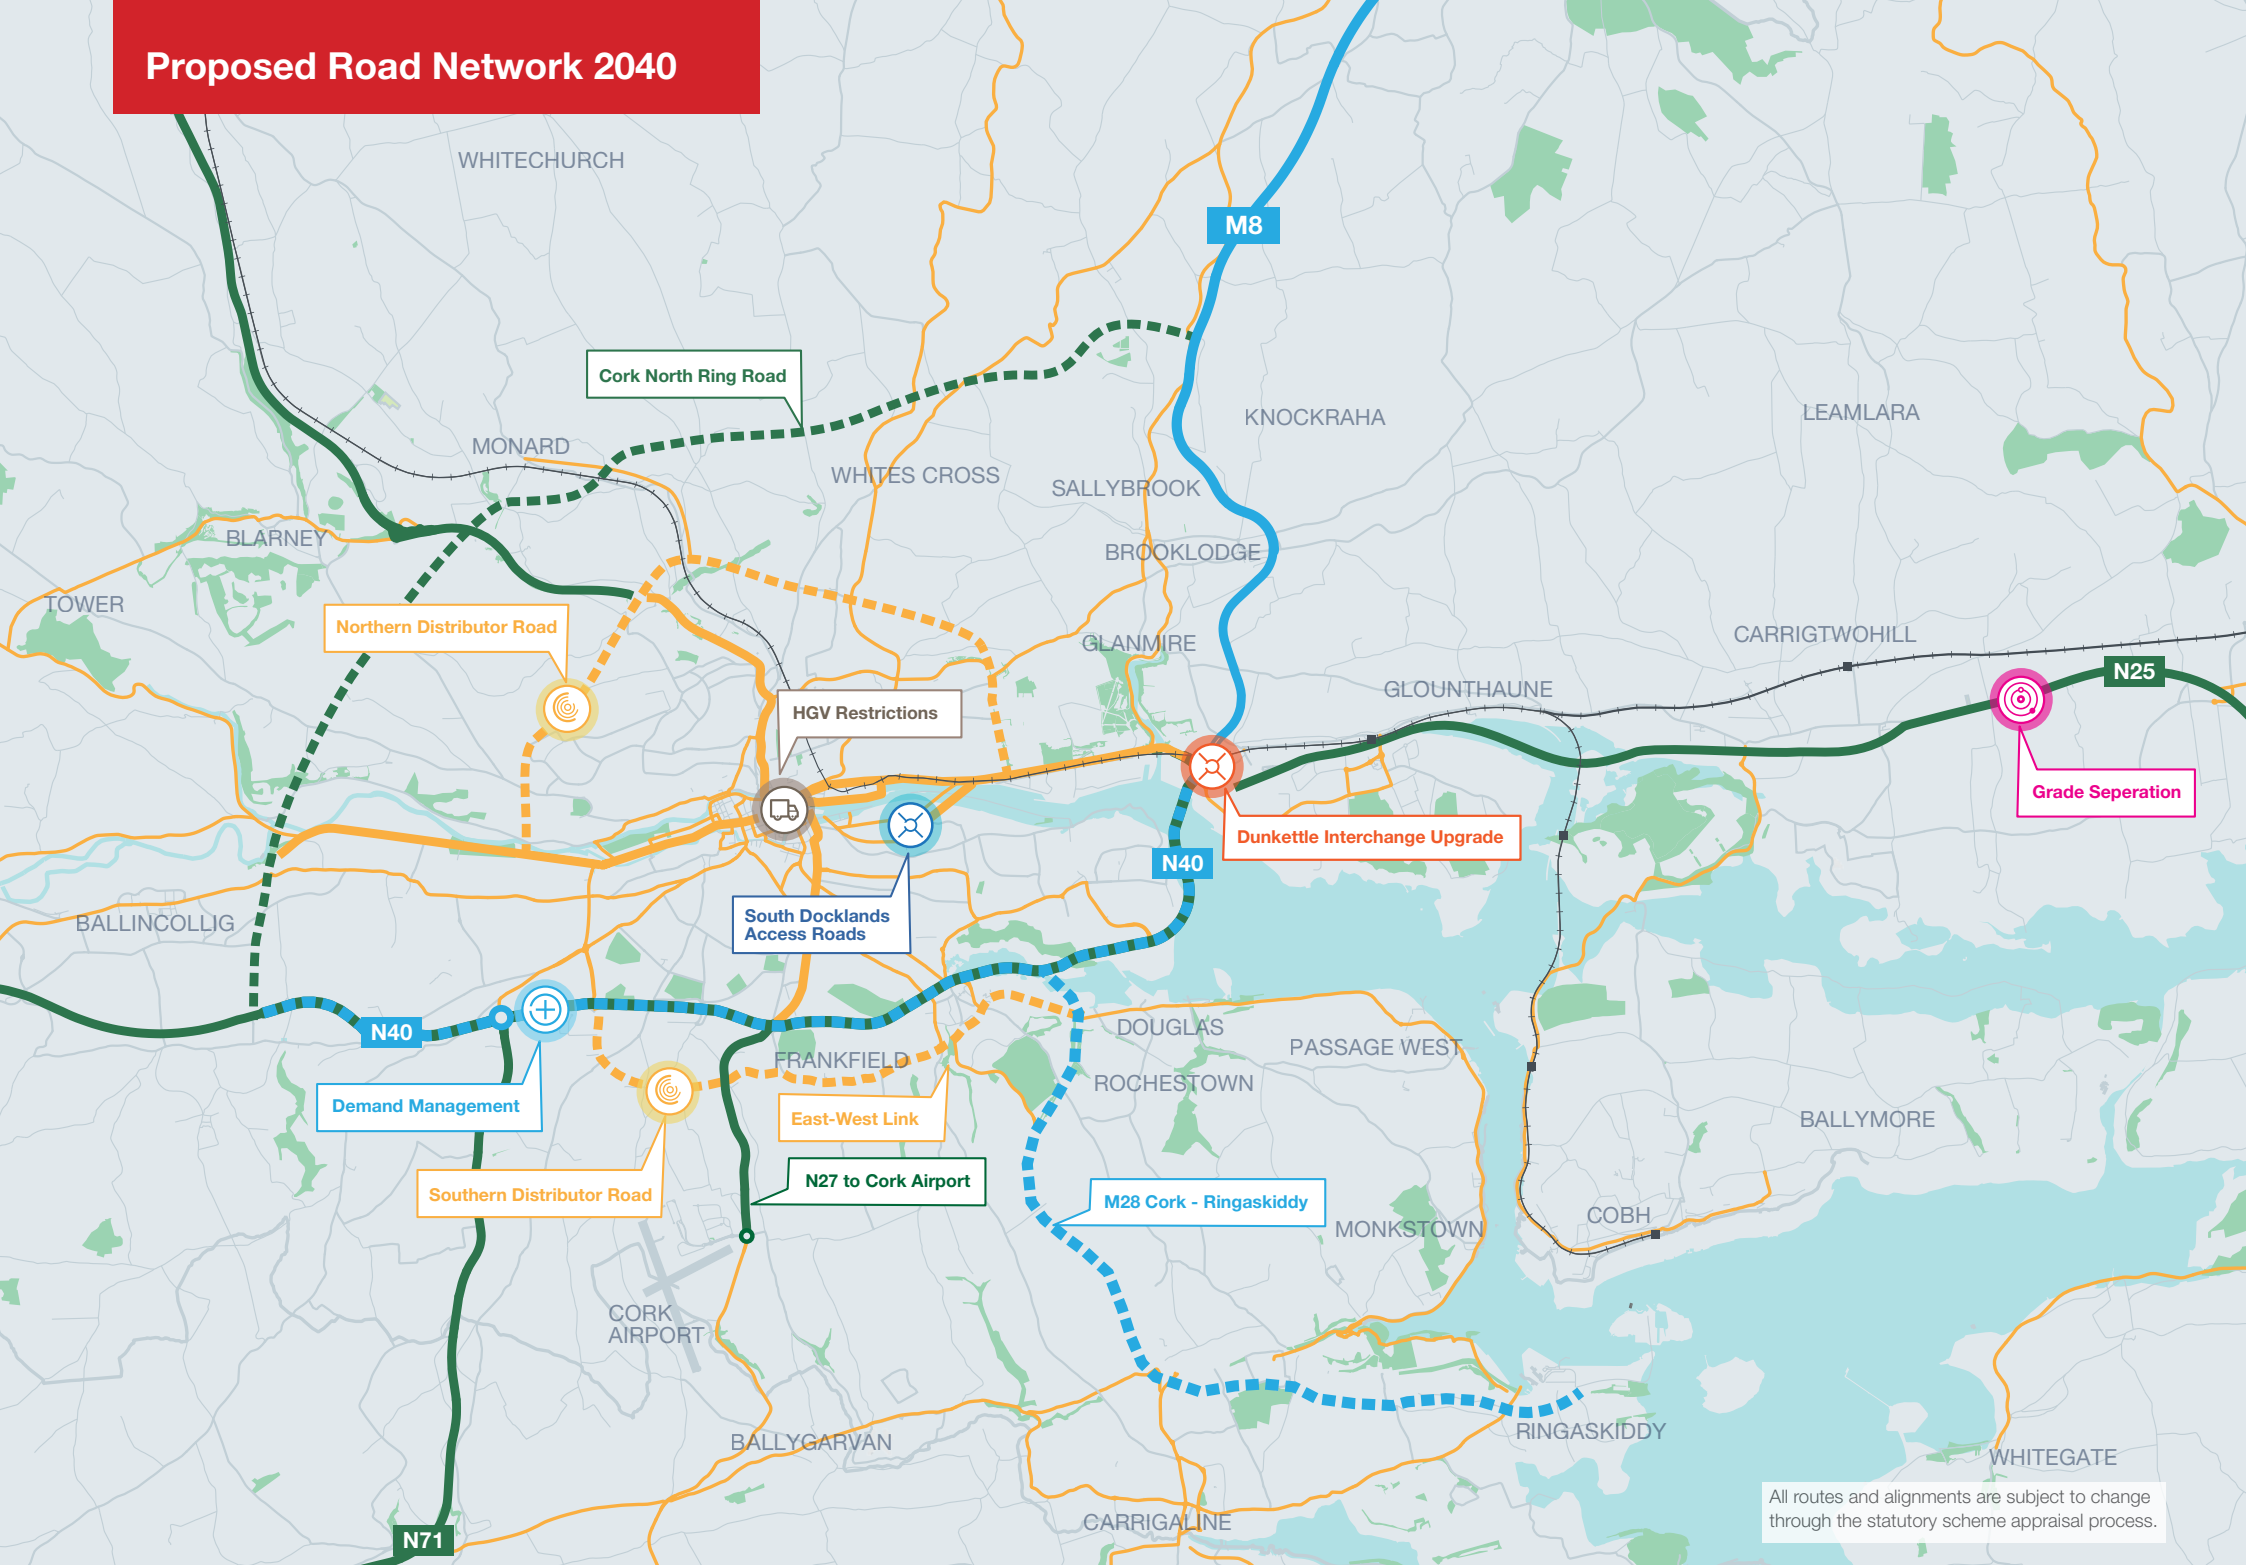 Proposed Road Network 2040
WHITECHURCH
M8
Cork North Ring Road
KNOCKRAHA
LEAMLARA
MONARD
WHITES CROSS
SALLYBROOK
BLARNEY
BROOKLODGE
TOWER
Northern Distributor Road
GLANMIRE
CARRIGTWOHILL
N25
GLOUNTHAUNE
HGV Restrictions
Grade Seperation
Dunkettle Interchange Upgrade
N40
South Docklands
Access Roads
BALLINCOLLIG
N40
DOUGLAS
PASSAGE WEST
FRANKFIELD
ROCHESTOWN
Demand Management
East-West Link
BALLYMORE
N27 to Cork Airport
Southern Distributor Road
M28 Cork - Ringaskiddy
MONKSTOWN
COBH
CORK
AIRPORT
BALLYGARVAN
RINGASKIDDY
WHITEGATE
All routes and alignments are subject to change
through the statutory scheme appraisal process.
CARRIGALINE
N71